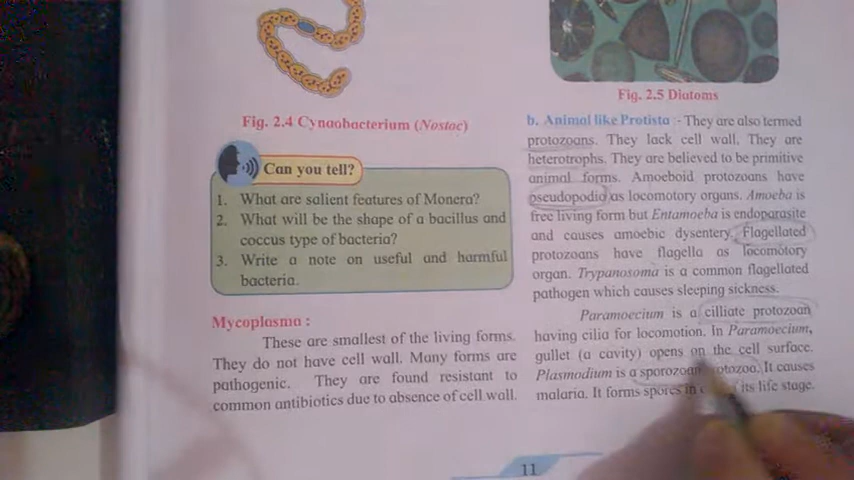 Fig. 2.4 Cynaobacterium (Nostoc)
Can you tell?
1. What are salient features of Monera?
2. What will be the shape of a bacillus and
coccus type of bacteria?
3. Write a note on useful and harmful
bacteria.
Mycoplasma :
These are smallest of the living forms.
They do not have cell wall. Many forms are
pathogenic. They are found resistant to
common antibiotics due to absence of cell wall.
Fig. 2.5 Diatoms
b. Animal like Protista :- They are also termed
protozoans. They lack cell wall. They are
heterotrophs. They are believed to be primitive
animal forms. Amoeboid protozoans have
pseudopodia as locomotory organs. Amoeba is
free living form but Entamoeba is endoparasite
and causes amoebic dysentery. Flagellated
protozoans have flagella as locomotory
organ. Trypanosoma is a common flagellated
pathogen which causes sleeping sickness.
Paramoecium is a cilliate protozoan
having cilia for locomotion. In Paramoecium,
gullet (a cavity) opens on the cell surface.
Plasmodium is a sporozoan. It causes
malaria. It forms spores in its life stage.
11